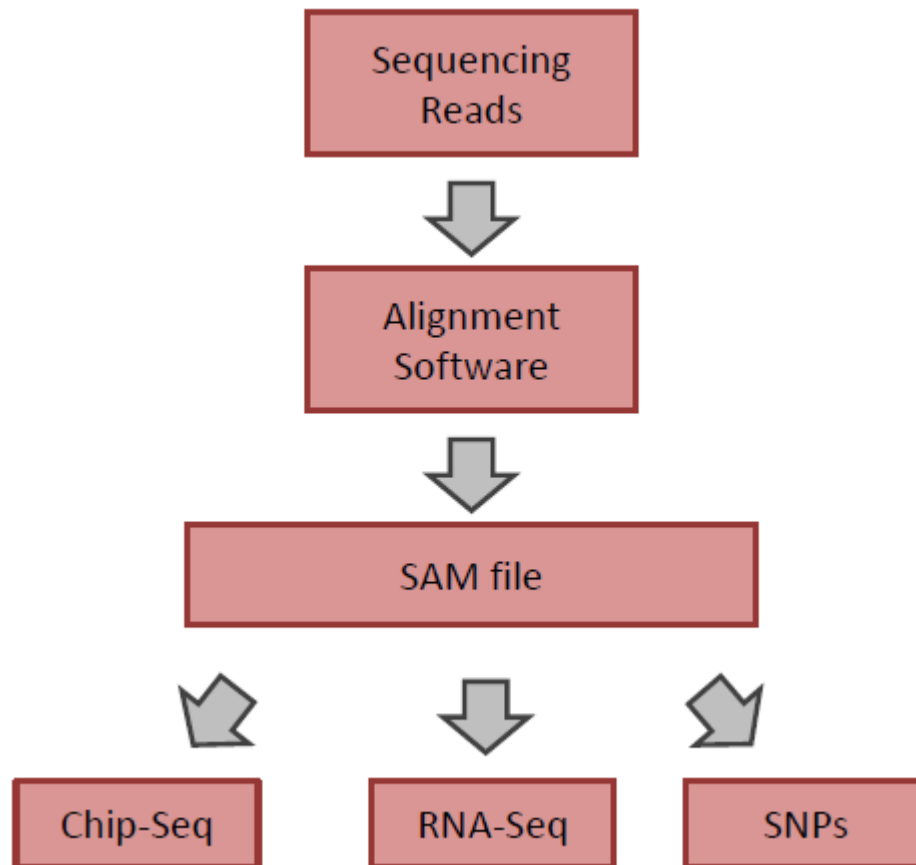 Sequencing
Reads
Alignment
Software
SAM file
Chip-Seq
RNA-Seq
SNPs